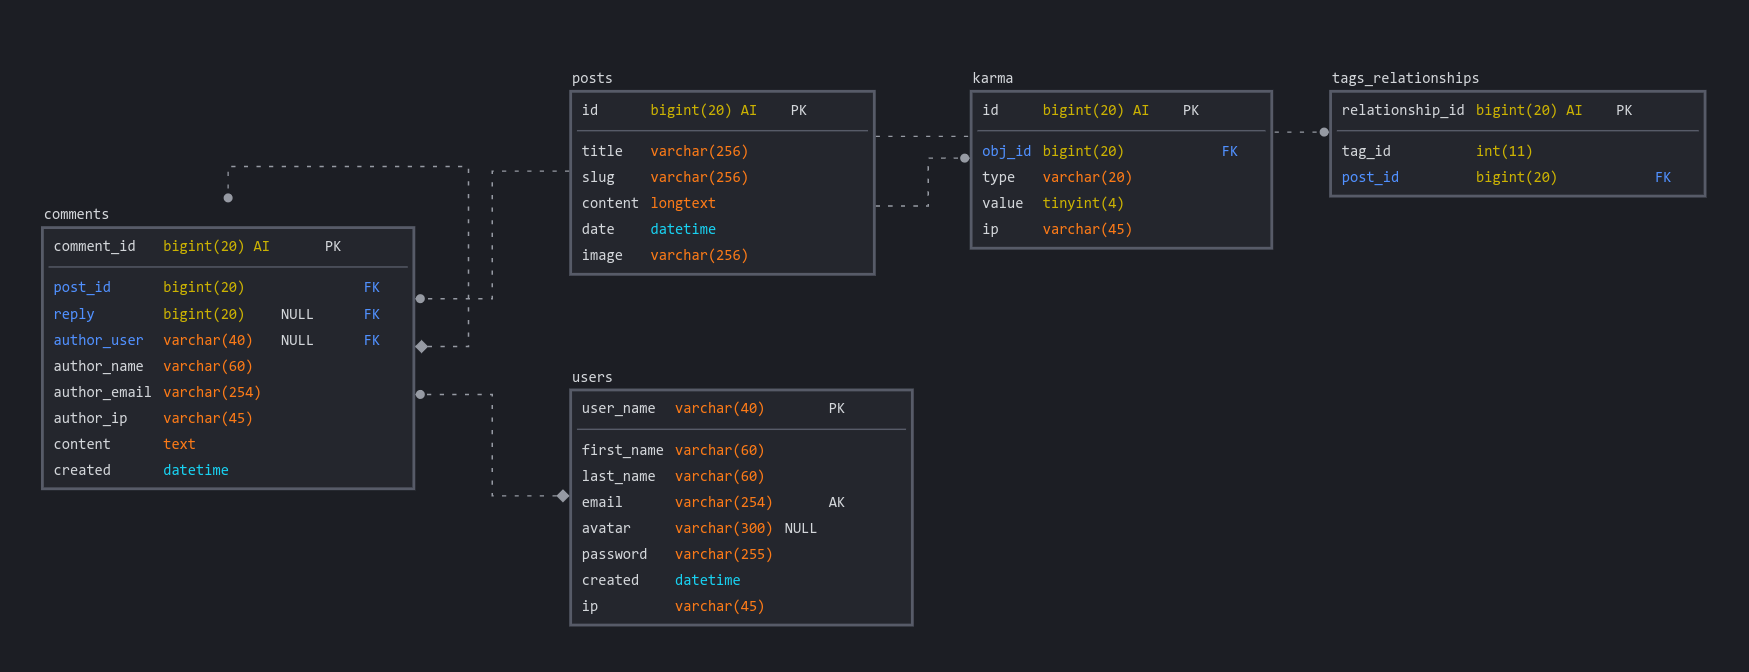 posts
id bigint(20) AI PK
title varchar(256)
slug varchar(256)
content longtext
date datetime
image varchar(256)
karma
id bigint(20) AI PK
obj_id bigint(20) FK
type varchar(20)
value tinyint(4)
ip varchar(45)
tags_relationships
relationship_id bigint(20) AI PK
tag_id int(11)
post_id bigint(20) FK
comments
comment_id bigint(20) AI PK
post_id bigint(20) FK
reply bigint(20) NULL FK
author_user varchar(40) NULL FK
author_name varchar(60)
author_email varchar(254)
author_ip varchar(45)
content text
created datetime
users
user_name varchar(40) PK
first_name varchar(60)
last_name varchar(60)
email varchar(254) AK
avatar varchar(300) NULL
password varchar(255)
created datetime
ip varchar(45)